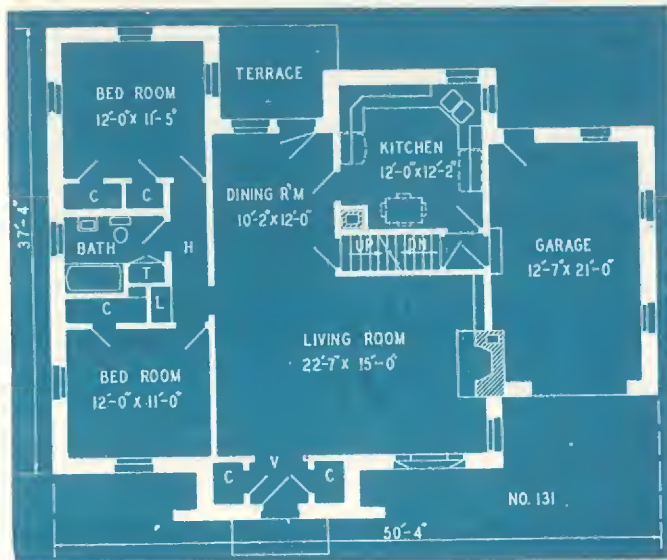 TERRACE
BED ROOM
12'-0" X 11'-5"
KITCHEN
12'-0" X 12'-2"
C
C
DINING R'M
10'-2" X 12'-0"
37'-4"
BATH
H
UP
DN
GARAGE
12'-7" X 21'-0"
T
L
C
LIVING ROOM
22'-7" X 15'-0"
BED ROOM
12'-0" X 11'-0"
C
V
C
NO. 131
50'-4"